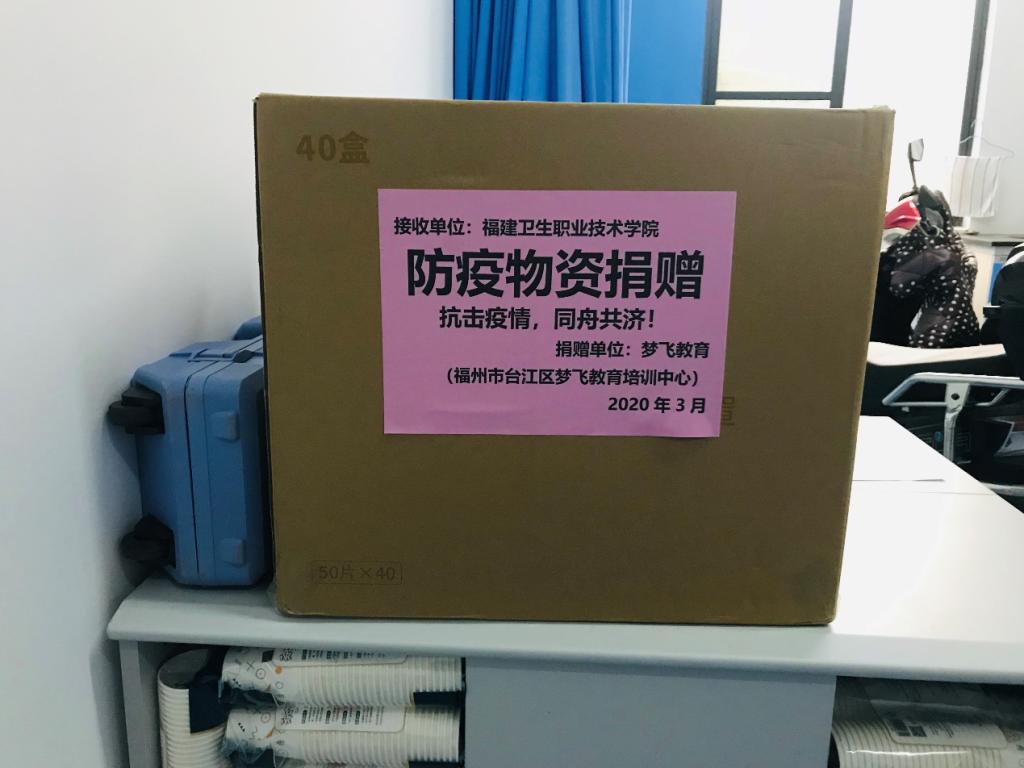 40盒
接收单位：福建卫生职业技术学院
防疫物资捐赠
抗击疫情，同舟共济！
捐赠单位：梦飞教育
（福州市台江区梦飞教育培训中心）
2020 年 3 月
50片×40